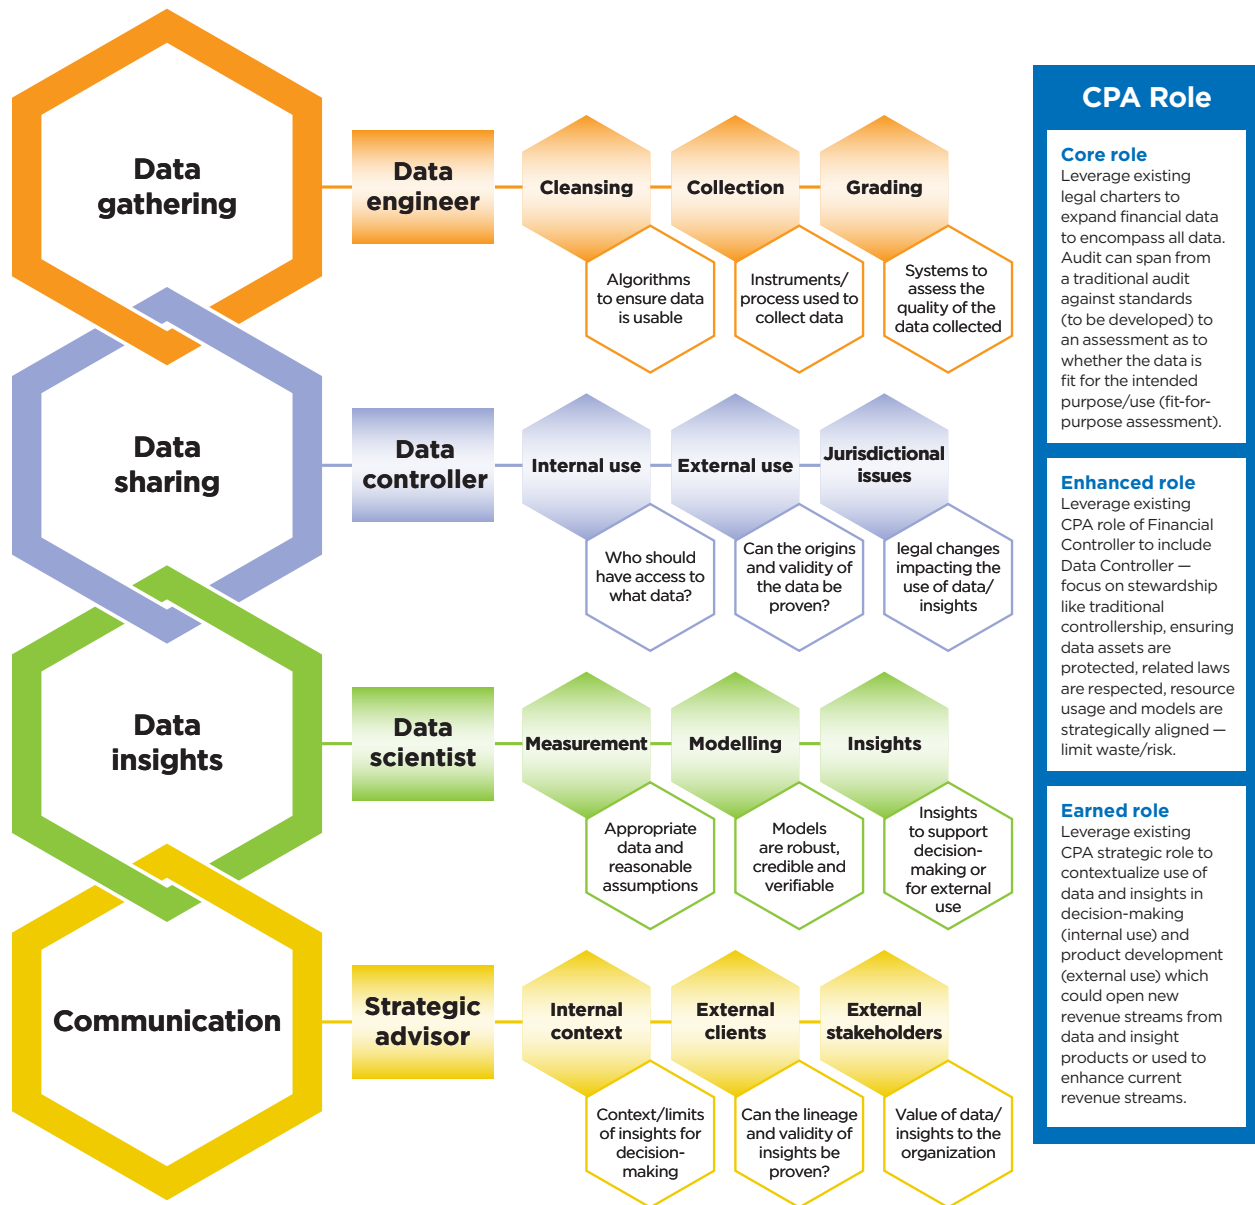 Data
gathering
Data
engineer
Cleansing
Collection
Grading
Algorithms
to ensure data
is usable
Instruments/
process used to
collect data
Systems to
assess the
quality of the
data collected
Data
sharing
Data
controller
Internal use
External use
Jurisdictional
issues
Who should
have access to
what data?
Can the origins
and validity of
the data be
proven?
legal changes
impacting the
use of data/
insights
Data
insights
Data
scientist
Measurement
Modelling
Insights
Appropriate
data and
reasonable
assumptions
Models
are robust,
credible and
verifiable
Insights
to support
decision-
making or
for external
use
Communication
Strategic
advisor
Internal
context
External
clients
External
stakeholders
Context/limits
of insights for
decision-
making
Can the lineage
and validity of
insights be
proven?
Value of data/
insights to the
organization
CPA Role
Core role
Leverage existing
legal charters to
expand financial data
to encompass all data.
Audit can span from
a traditional audit
against standards
(to be developed) to
an assessment as to
whether the data is
fit for the intended
purpose/use (fit-for-
purpose assessment).
Enhanced role
Leverage existing
CPA role of Financial
Controller to include
Data Controller —
focus on stewardship
like traditional
controllership, ensuring
data assets are
protected, related laws
are respected, resource
usage and models are
strategically aligned —
limit waste/risk.
Earned role
Leverage existing
CPA strategic role to
contextualize use of
data and insights in
decision-making
(internal use) and
product development
(external use) which
could open new
revenue streams from
data and insight
products or used to
enhance current
revenue streams.